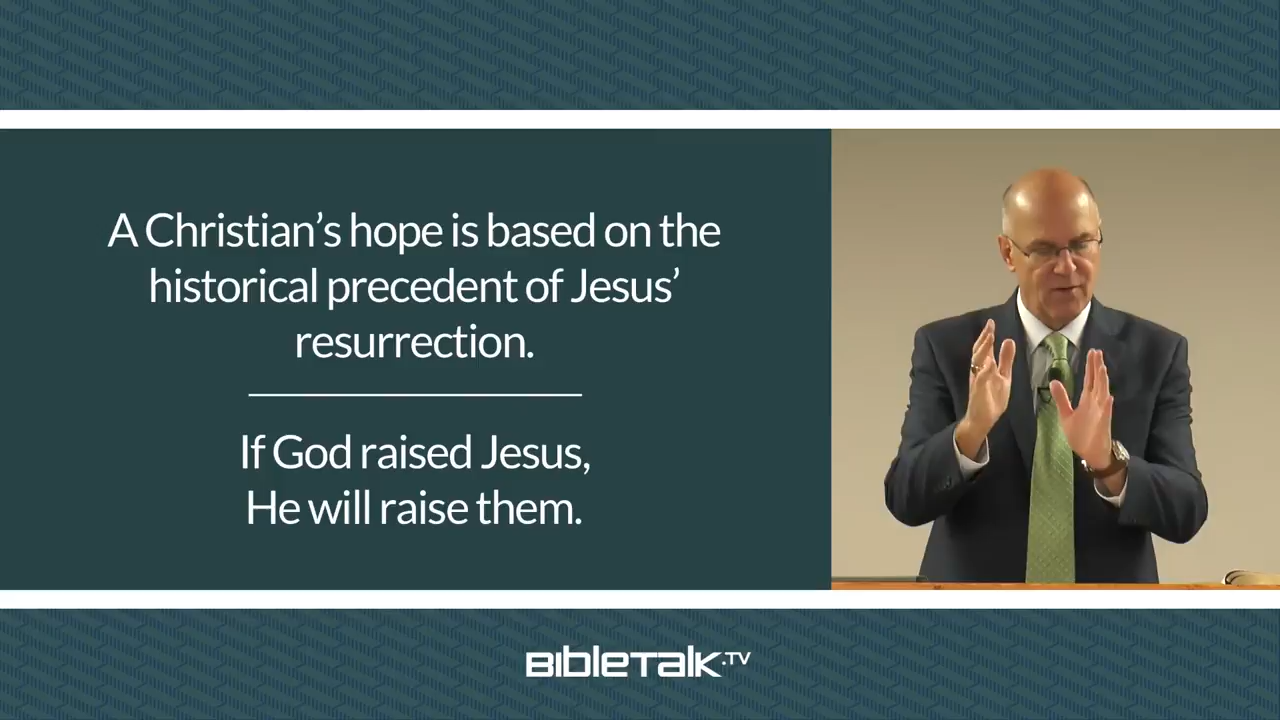 A Christian’s hope is based on the
historical precedent of Jesus’
resurrection.
If God raised Jesus,
He will raise them.
BibleTalk.TV